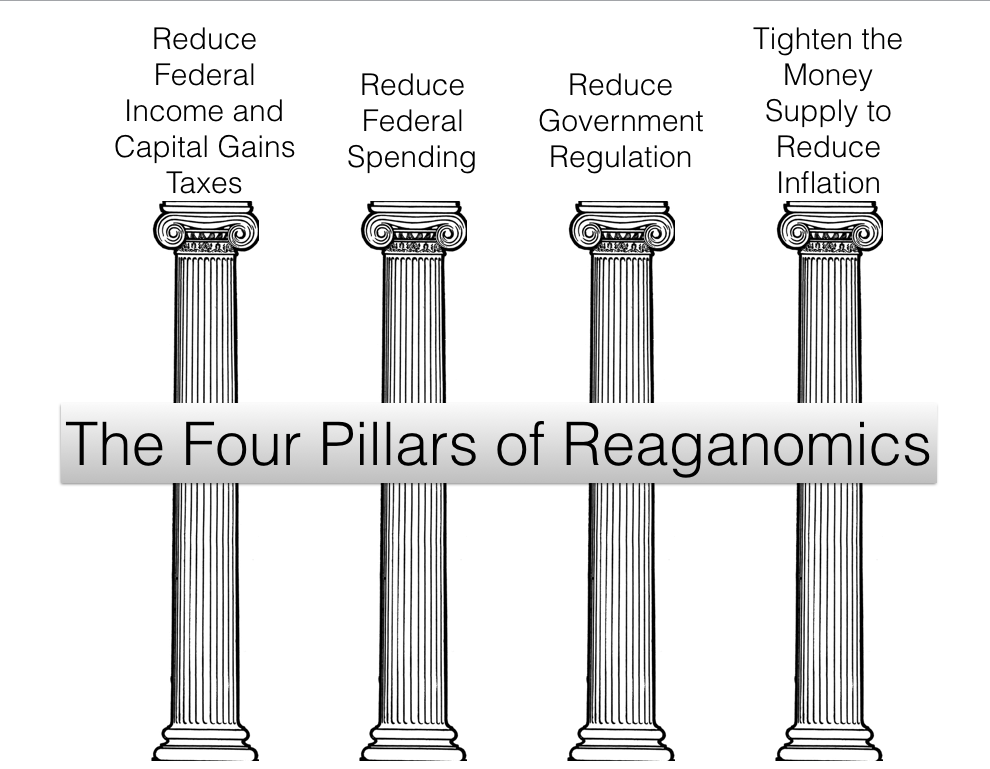 Reduce
Federal
Income and
Capital Gains
Taxes
Reduce
Federal
Spending
Reduce
Government
Regulation
Tighten the
Money
Supply to
Reduce
Inflation
The Four Pillars of Reaganomics